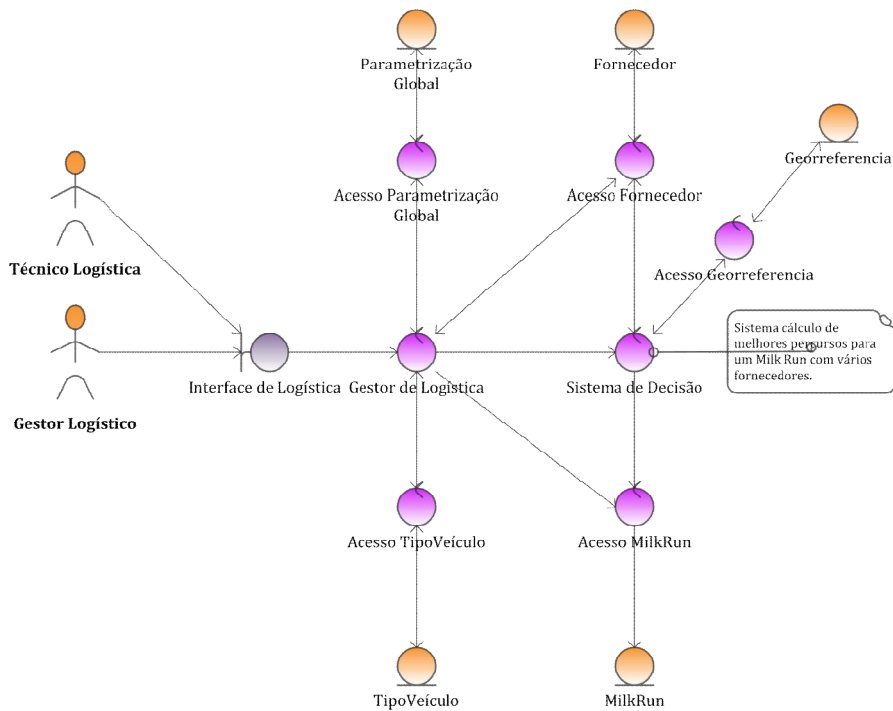 Parametrização
Global
Fornecedor
Georreferencia
Acesso Parametrização
Global
Acesso Fornecedor
Técnico Logística
Acesso Georreferencia
Sistema cálculo de
melhores percursos para
um Milk Run com vários
fornecedores.
Interface de Logística
Gestor de Logística
Sistema de Decisão
Gestor Logístico
Acesso TipoVeículo
Acesso MilkRun
TipoVeículo
MilkRun